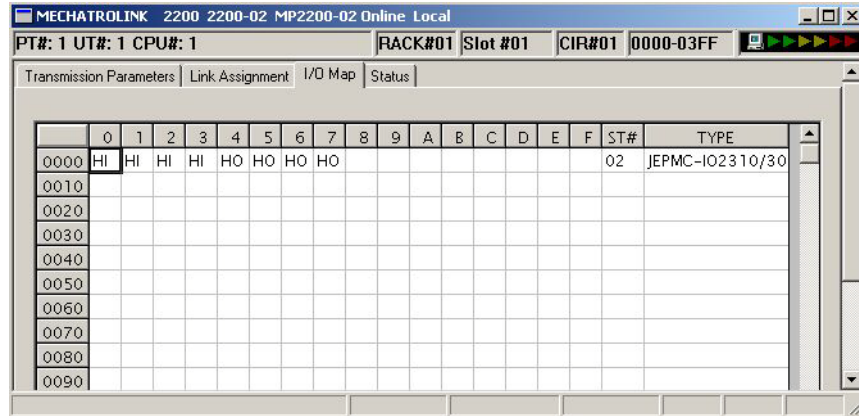 MECHATROLINK 2200 2200-02 MP2200-02 Online Local
PT#: 1 UT#: 1 CPU#: 1 RACK#01 Slot #01 CIR#01 0000-03FF
Transmission Parameters Link Assignment I/O Map Status
0 1 2 3 4 5 6 7 8 9 A B C D E F ST# TYPE
0000 HI HI HI HI HO HO HO HO 02 JEPMC-IO2310/30
0010
0020
0030
0040
0050
0060
0070
0080
0090